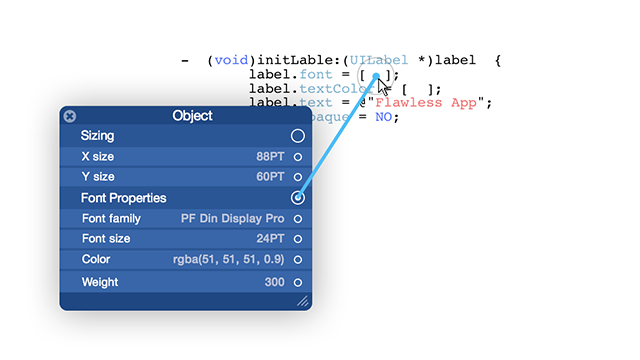 - (void)initLable:(UILabel *)label {
label.font = [ ];
label.textColor = [ ];
label.text = @"Flawless App";
paque = NO;
Object
Sizing
X size 88PT
Y size 60PT
Font Properties
Font family PF Din Display Pro
Font size 24PT
Color rgba(51, 51, 51, 0.9)
Weight 300